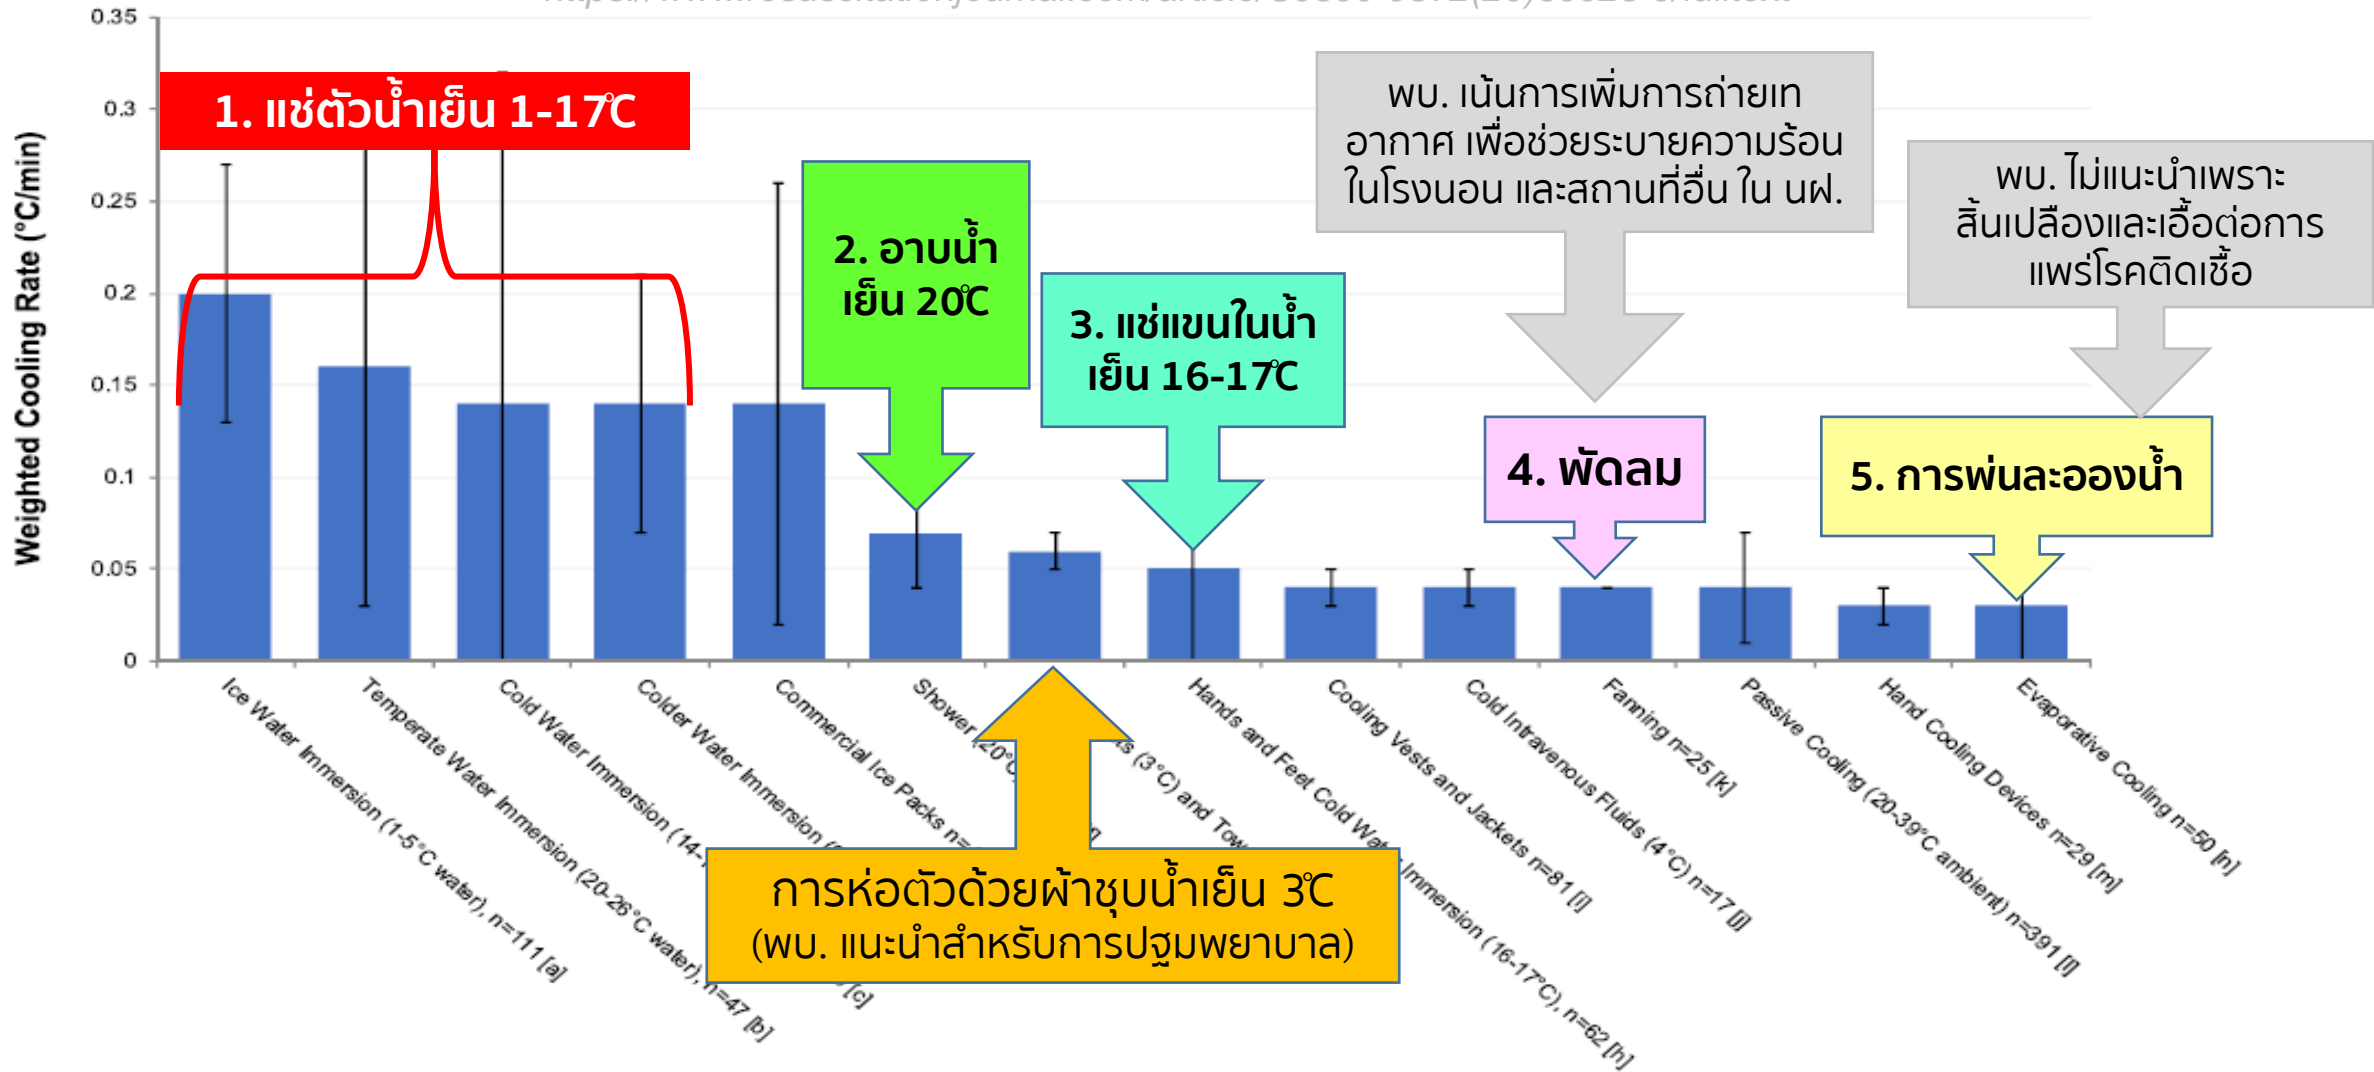 0.35
0.3
0.25
0.2
0.15
0.1
0.05
0
Weighted Cooling Rate (°C/min)
1. แช่ตัวน้ำเย็น 1-17°C
2. อาบน้ำ
เย็น 20°C
3. แช่แขนในน้ำ
เย็น 16-17°C
พบ. เน้นการเพิ่มการถ่ายเท
อากาศ เพื่อช่วยระบายความร้อน
ในโรงนอน และสถานที่อื่น ใน นฝ.
พบ. ไม่แนะนำเพราะ
สิ้นเปลืองและเอื้อต่อการ
แพร่โรคติดเชื้อ
4. พัดลม
5. การพ่นละอองน้ำ
Ice Water Immersion (1-5°C water), n=111 [a]
Temperate Water Immersion (20-26°C water), n=47 [b]
Cold Water Immersion (14- [c]
Colder Water Immersion
Commercial Ice Packs n=
Shower (20°C)
(3°C) and
Hands and Feet Cold Water Immersion (16-17°C), n=62 [h]
Cooling Vests and Jackets n=81 [i]
Cold Intravenous Fluids (4°C) n=17 [j]
Fanning n=25 [k]
Passive Cooling (20-39°C ambient) n=391 [l]
Hand Cooling Devices n=29 [m]
Evaporative Cooling n=50 [n]
การห่อตัวด้วยผ้าชุบน้ำเย็น 3°C
(พบ. แนะนำสำหรับการปฐมพยาบาล)